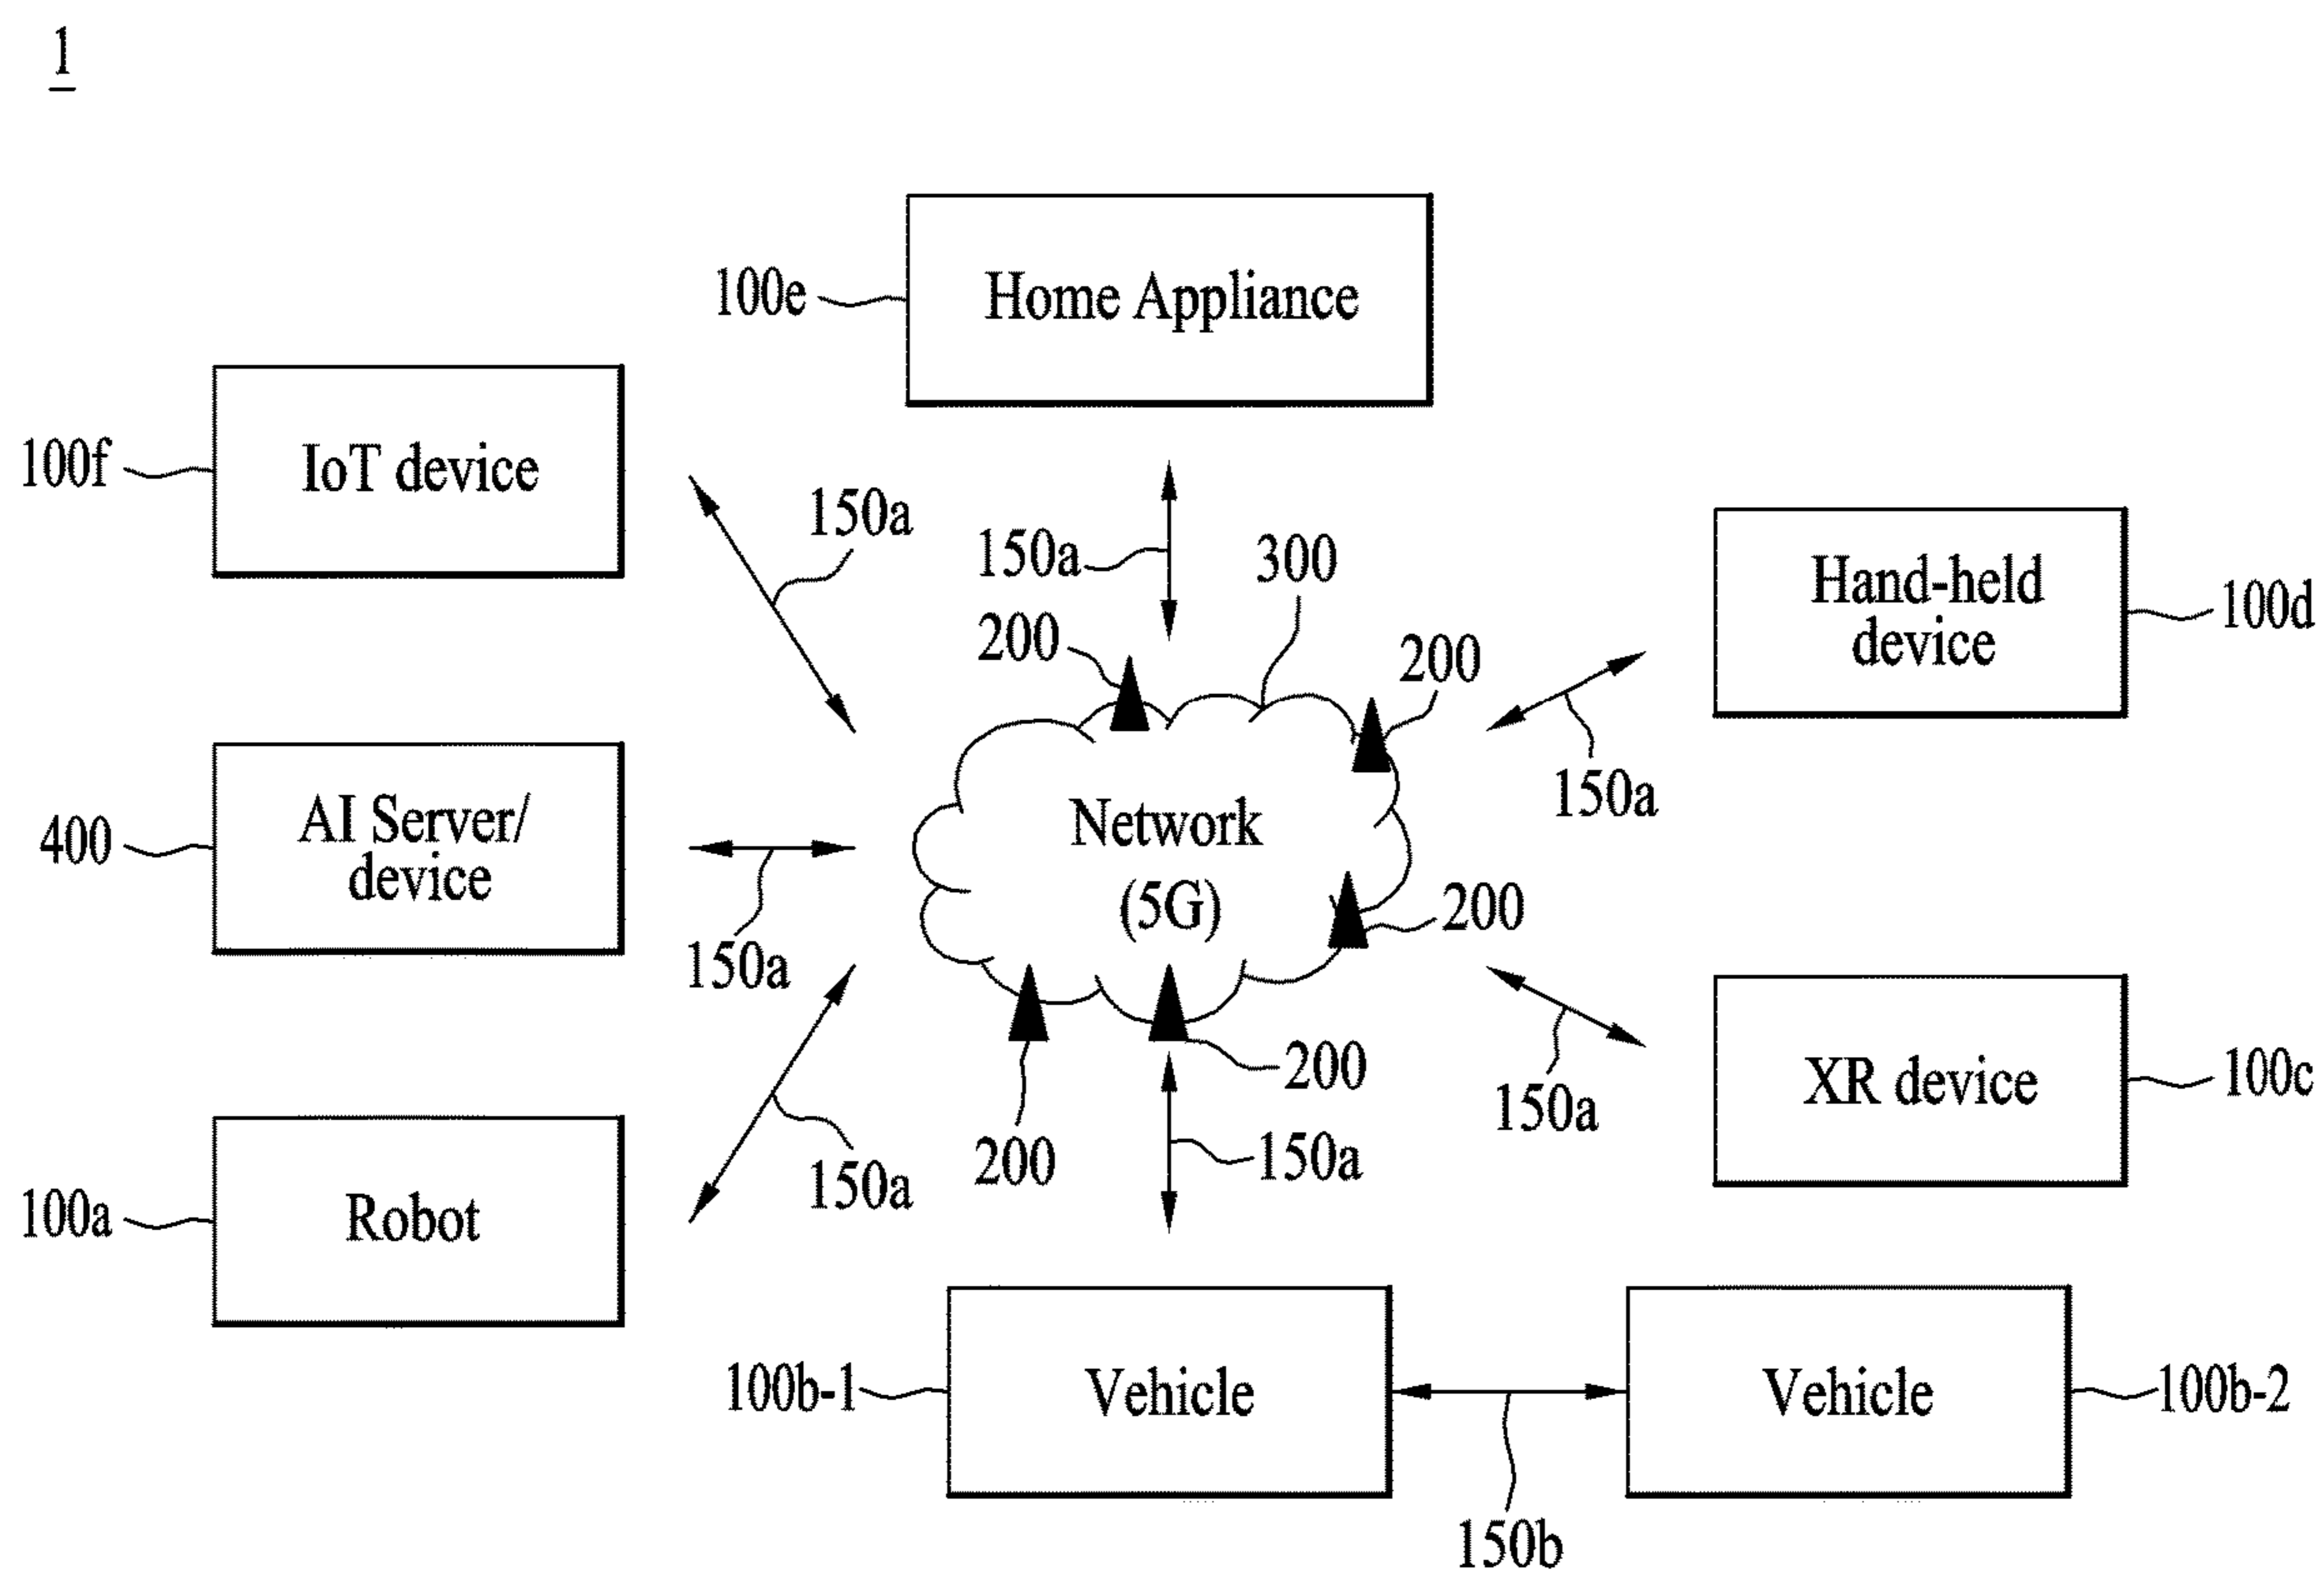 1
100e
Home Appliance
100f
IoT device
150a
150a
300
Hand-held
device
100d
200
200
150a
400
AI Server/
device
150a
Network
(5G)
200
XR device
100c
150a
200
200
150a
150a
100a
Robot
100b-1
Vehicle
Vehicle
100b-2
150b